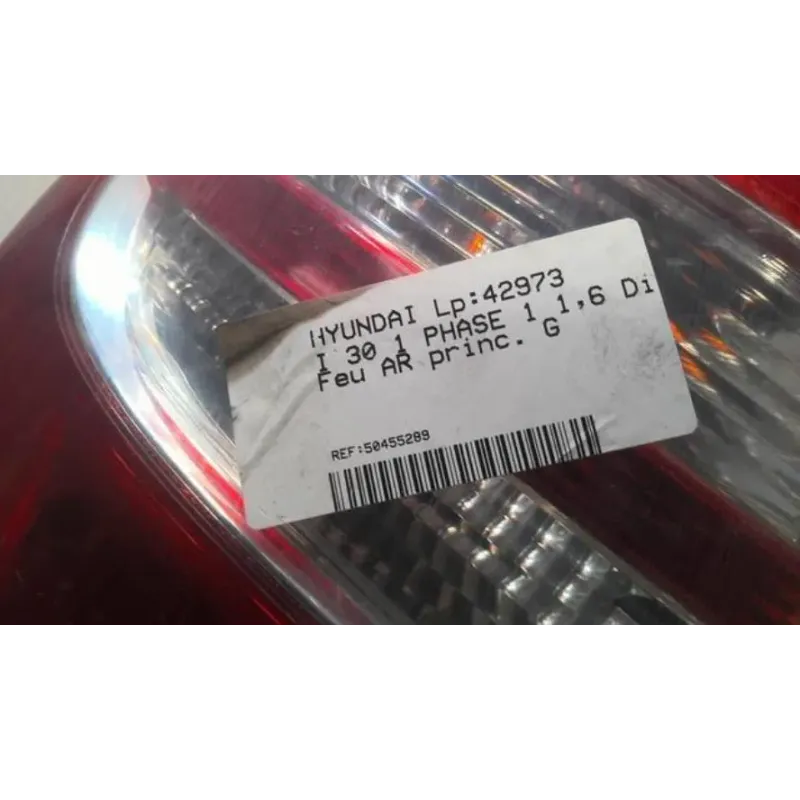 HYUNDAI Lp:42973
I 30 1 PHASE 1 1,6 Di
Feu AR princ. G
REF:50455289